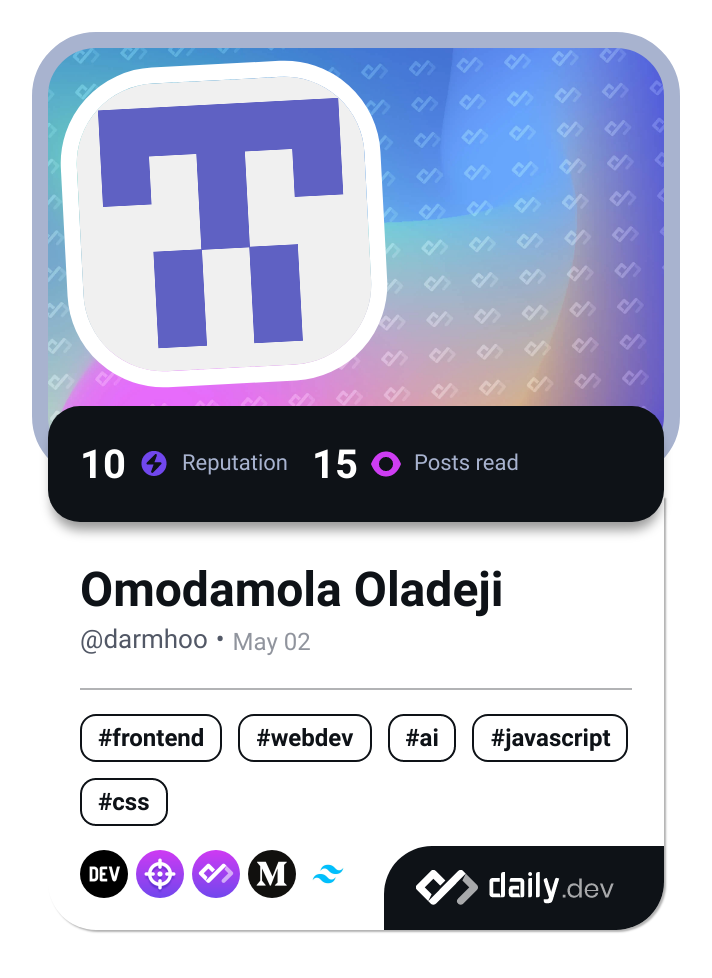 10 Reputation 15 Posts read
Omodamola Oladeji
@darmhoo • May 02
#frontend #webdev #ai #javascript
#css
DEV M daily.dev